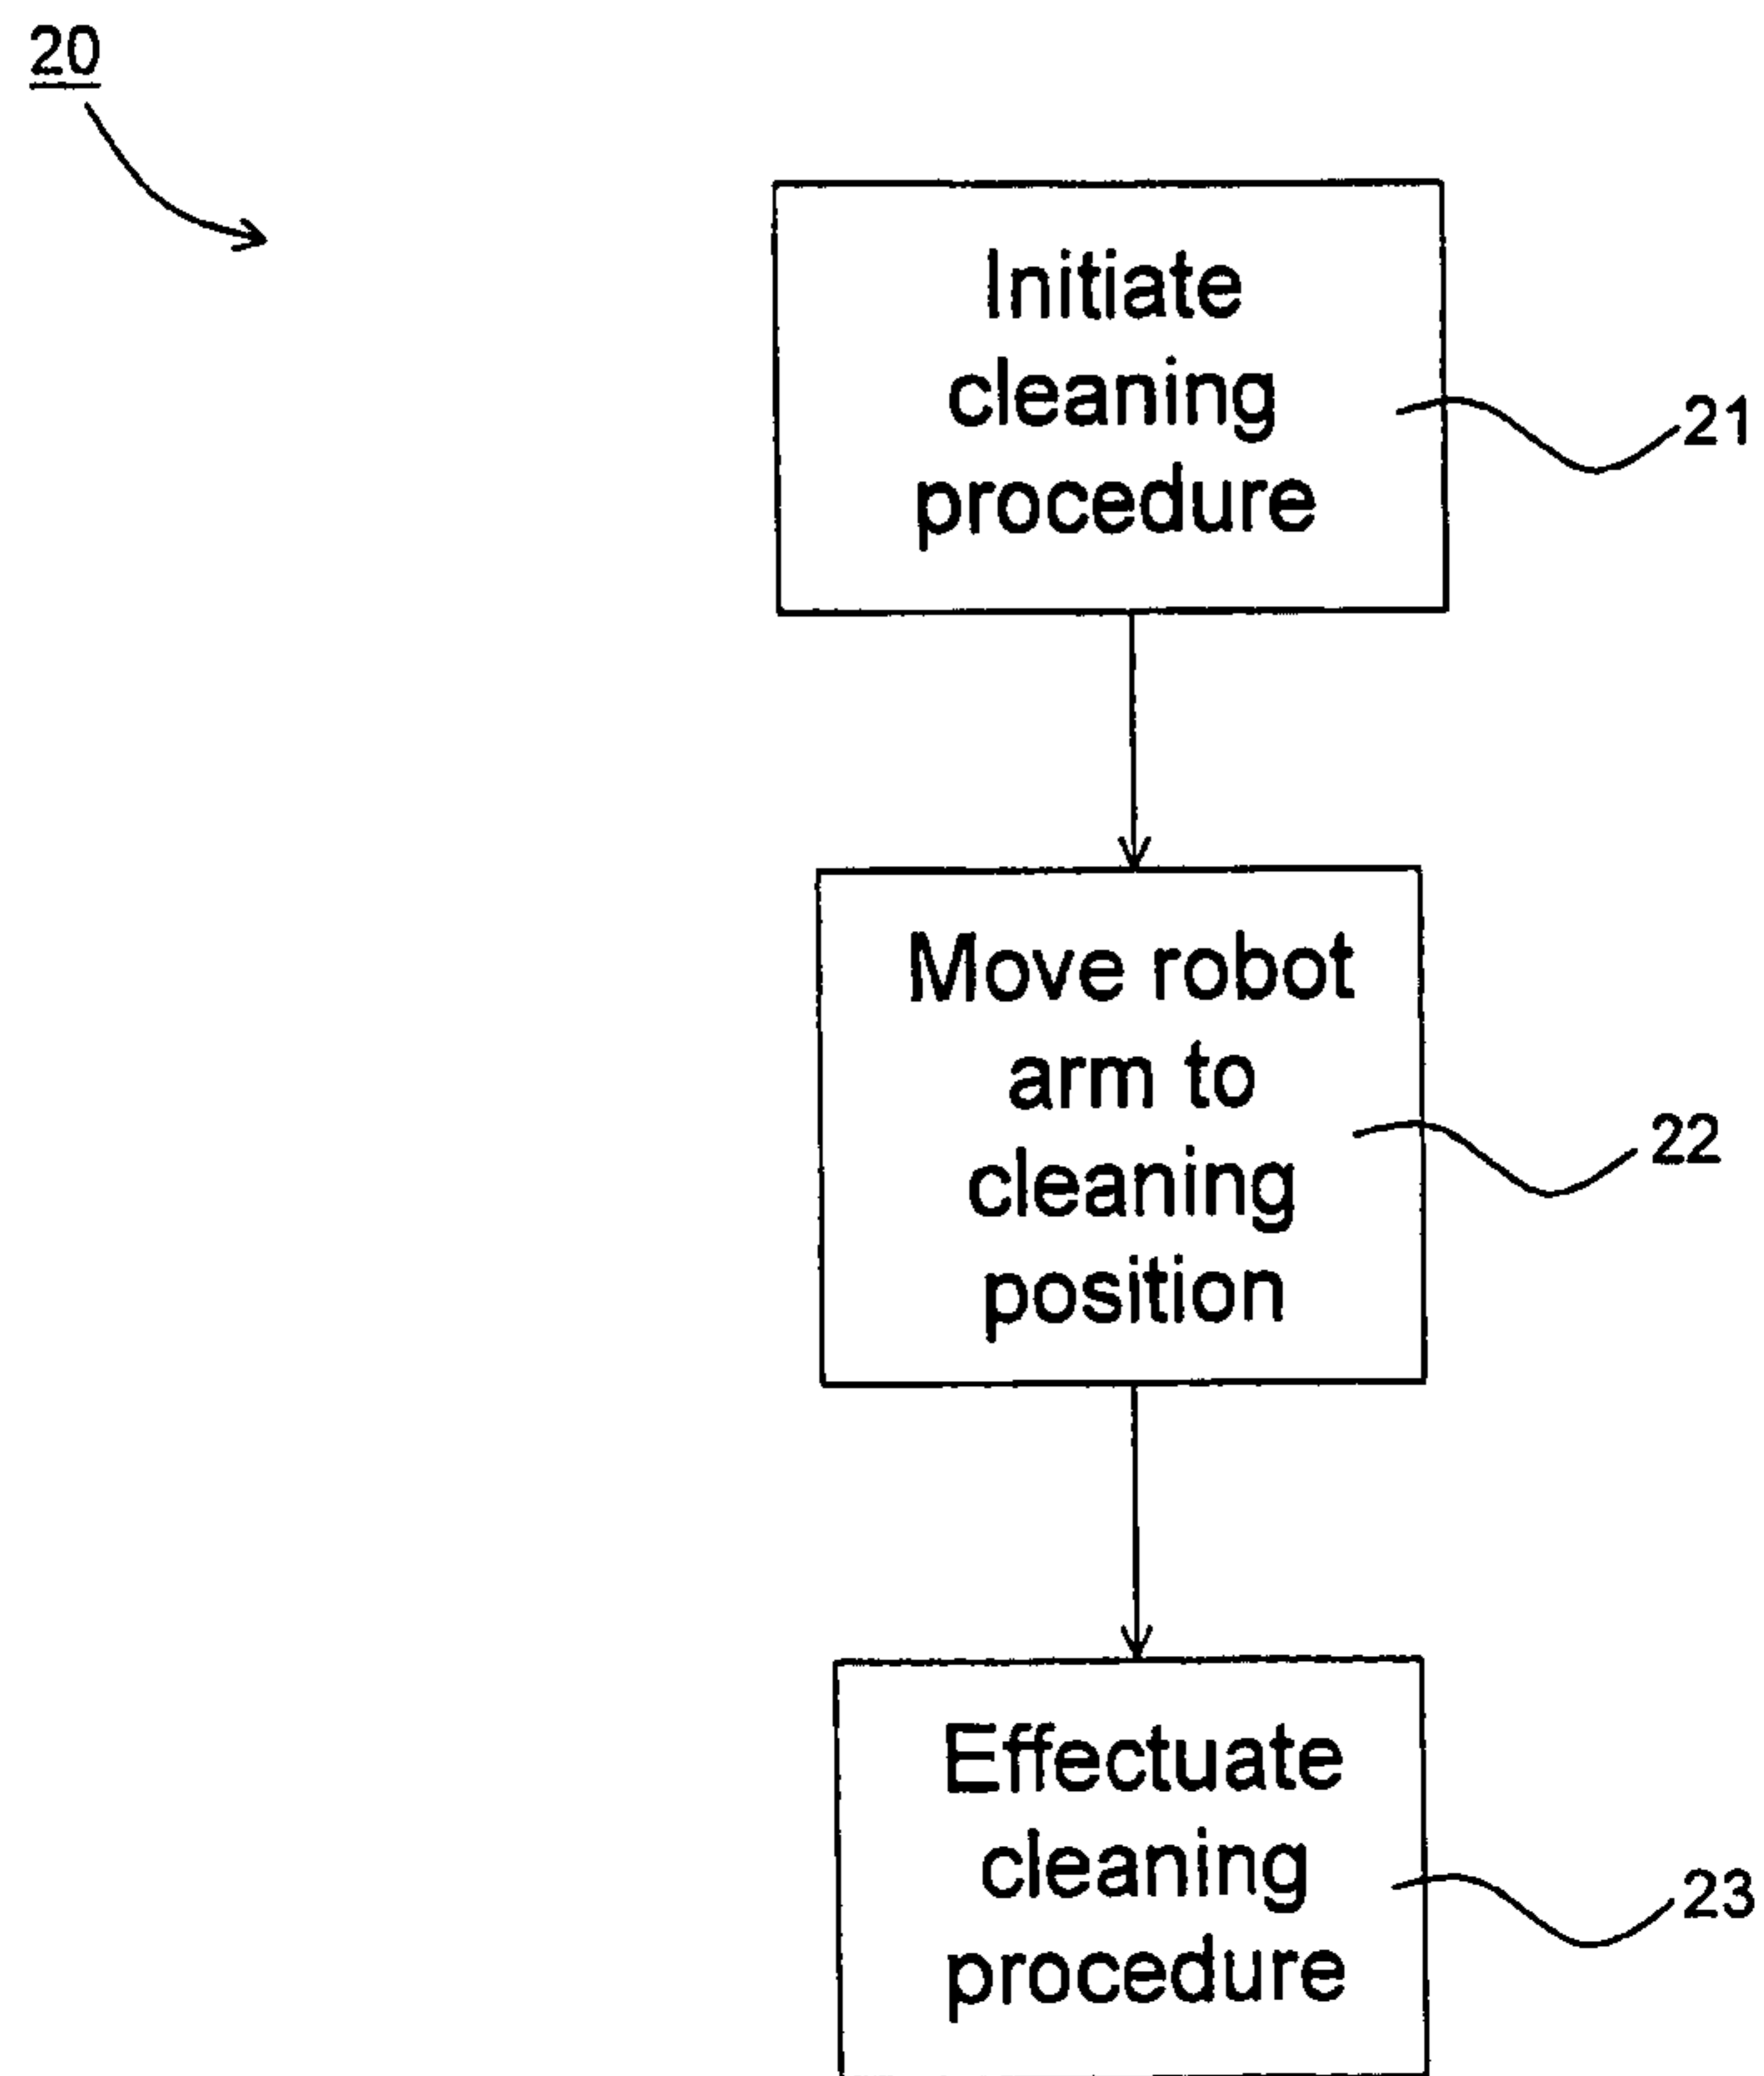 20
Initiate
cleaning
procedure
21
Move robot
arm to
cleaning
position
22
Effectuate
cleaning
procedure
23